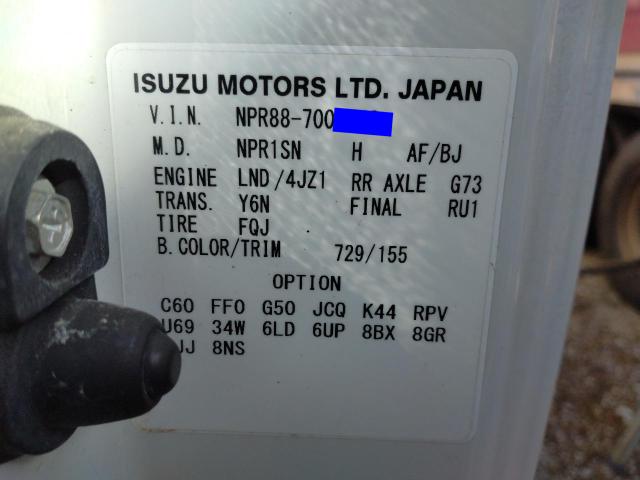 ISUZU MOTORS LTD. JAPAN
V.I.N. NPR88-700
M.D. NPR1SN H AF/BJ
ENGINE LND/4JZ1 RR AXLE G73
TRANS. Y6N FINAL RU1
TIRE FQJ
B.COLOR/TRIM 729/155
OPTION
C60 FF0 G50 JCQ K44 RPV
U69 34W 6LD 6UP 8BX 8GR
8NS